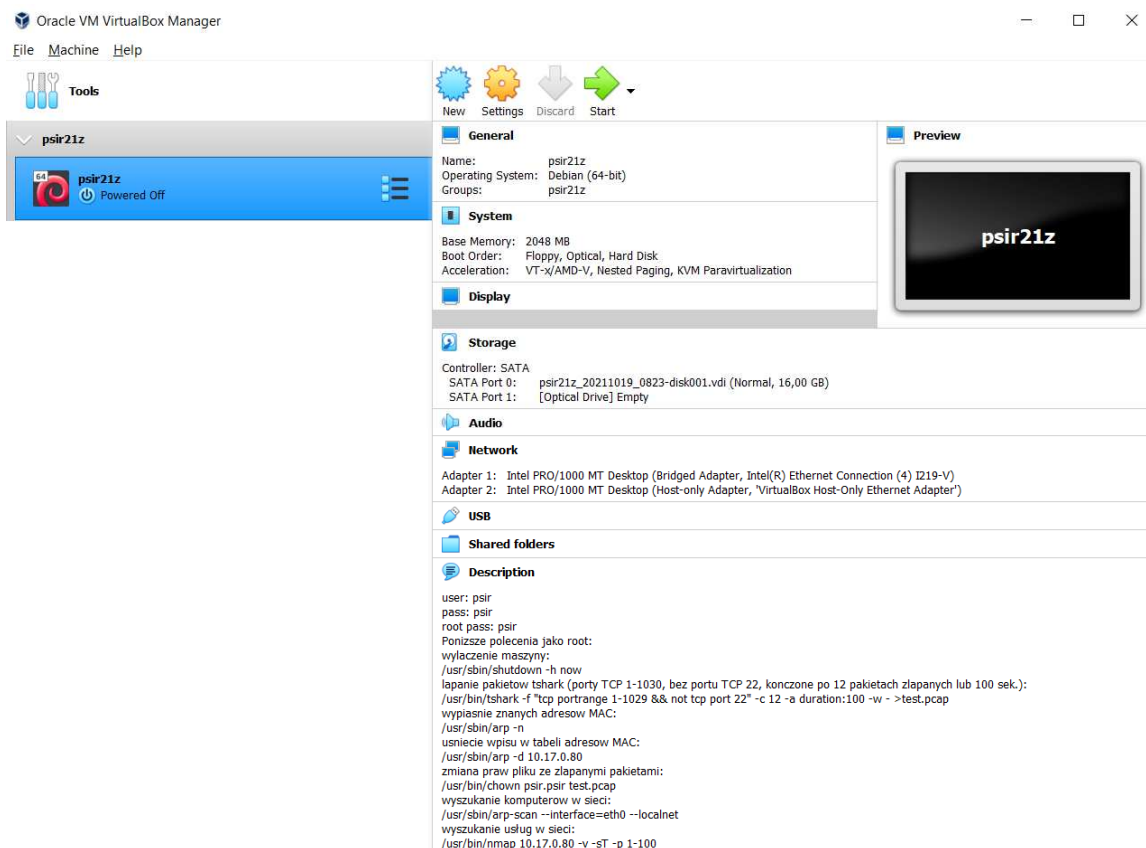 Oracle VM VirtualBox Manager
File Machine Help
Tools
New Settings Discard Start
psir21z
64
psir21z
Powered Off
General
Name: psir21z
Operating System: Debian (64-bit)
Groups: psir21z
Preview
psir21z
System
Base Memory: 2048 MB
Boot Order: Floppy, Optical, Hard Disk
Acceleration: VT-x/AMD-V, Nested Paging, KVM Paravirtualization
Display
Storage
Controller: SATA
SATA Port 0: psir21z_20211019_0823-disk001.vdi (Normal, 16,00 GB)
SATA Port 1: [Optical Drive] Empty
Audio
Network
Adapter 1: Intel PRO/1000 MT Desktop (Bridged Adapter, Intel(R) Ethernet Connection (4) I219-V)
Adapter 2: Intel PRO/1000 MT Desktop (Host-only Adapter, 'VirtualBox Host-Only Ethernet Adapter')
USB
Shared folders
Description
user: psir
pass: psir
root pass: psir
Ponizsze polecenia jako root:
wylaczenie maszyny:
/usr/sbin/shutdown -h now
lapanie pakietow tshark (porty TCP 1-1030, bez portu TCP 22, konczone po 12 pakietach zlapanych lub 100 sek.):
/usr/bin/tshark -f "tcp portrange 1-1029 && not tcp port 22" -c 12 -a duration:100 -w - >test.pcap
wypiasnie znanych adresow MAC:
/usr/sbin/arp -n
usniecie wpisu w tabeli adresow MAC:
/usr/sbin/arp -d 10.17.0.80
zmiana praw pliku ze zlapanymi pakietami:
/usr/bin/chown psir.psir test.pcap
wyszukanie komputerow w sieci:
/usr/sbin/arp-scan --interface=eth0 --localnet
wyszukanie usług w sieci:
/usr/bin/nmap 10.17.0.80 -v -sT -p 1-100